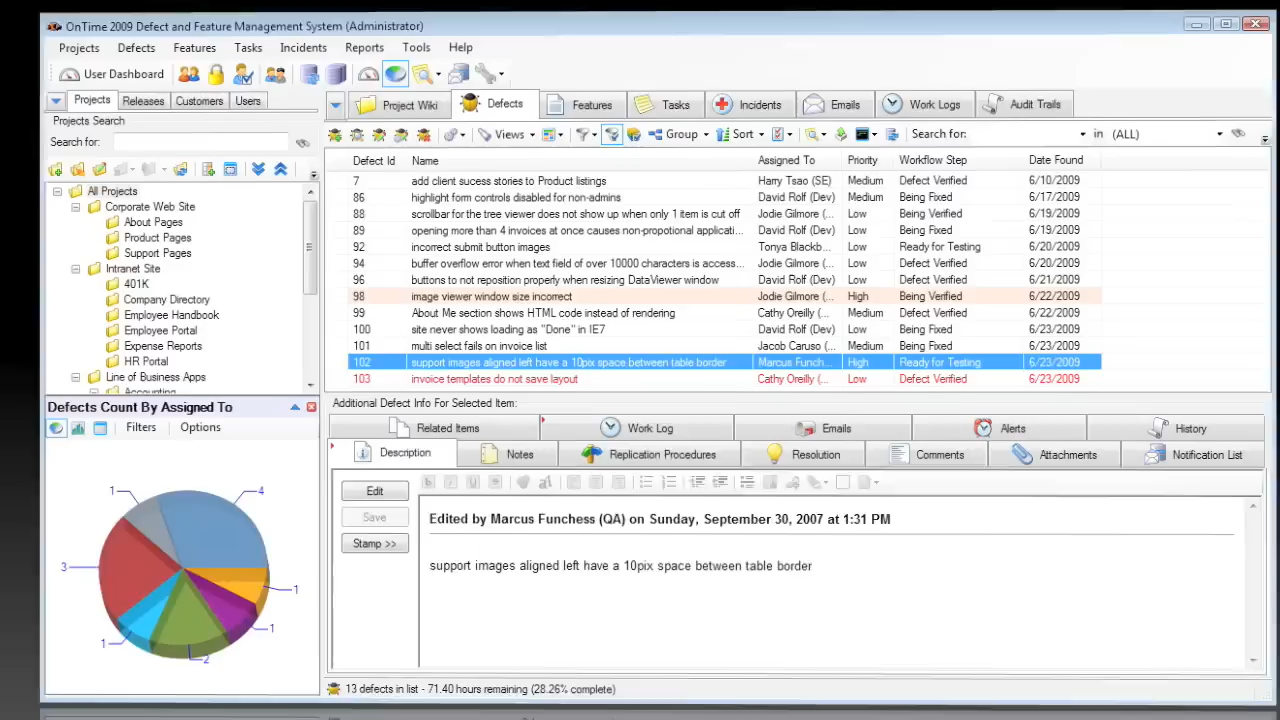 OnTime 2009 Defect and Feature Management System (Administrator)
Projects Defects Features Tasks Incidents Reports Tools Help
User Dashboard
Projects Releases Customers Users
Projects Search
Search for:
All Projects
Corporate Web Site
About Pages
Product Pages
Support Pages
Intranet Site
401K
Company Directory
Employee Handbook
Employee Portal
Expense Reports
HR Portal
Line of Business Apps
Accounting
Defects Count By Assigned To
Filters Options
1 4
3
1
1
1
2
Project Wiki Defects Features Tasks Incidents Emails Work Logs Audit Trails
Views Group Sort Search for: in (ALL)
Defect Id Name Assigned To Priority Workflow Step Date Found
7 add client sucess stories to Product listings Harry Tsao (SE) Medium Defect Verified 6/10/2009
86 highlight form controls disabled for non-admins David Rolf (Dev) Medium Being Fixed 6/17/2009
88 scrollbar for the tree viewer does not show up when only 1 item is cut off Jodie Gilmore (... Low Being Verified 6/19/2009
89 opening more than 4 invoices at once causes non-propotional applicati... David Rolf (Dev) Low Being Fixed 6/19/2009
92 incorrect submit button images Tonya Blackb... Low Ready for Testing 6/20/2009
94 buffer overflow error when text field of over 10000 characters is access... Jodie Gilmore (... Low Defect Verified 6/20/2009
96 buttons to not reposition properly when resizing DataViewer window David Rolf (Dev) Low Defect Verified 6/21/2009
98 image viewer window size incorrect Jodie Gilmore (... High Being Verified 6/22/2009
99 About Me section shows HTML code instead of rendering Cathy Oreilly (... Medium Defect Verified 6/22/2009
100 site never shows loading as "Done" in IE7 David Rolf (Dev) Low Being Fixed 6/23/2009
101 multi select fails on invoice list Jacob Caruso (... Medium Being Fixed 6/23/2009
102 support images aligned left have a 10pix space between table border Marcus Funch... High Ready for Testing 6/23/2009
103 invoice templates do not save layout Cathy Oreilly (... Low Defect Verified 6/23/2009
Additional Defect Info For Selected Item:
Related Items Work Log Emails Alerts History
Description Notes Replication Procedures Resolution Comments Attachments Notification List
Edit
Save
Stamp >>
Edited by Marcus Funchess (QA) on Sunday, September 30, 2007 at 1:31 PM
support images aligned left have a 10pix space between table border
13 defects in list - 71.40 hours remaining (28.26% complete)